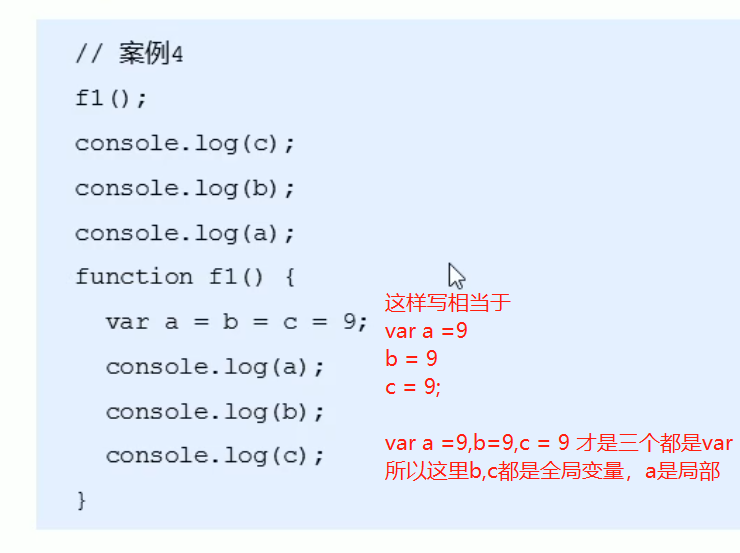 // 案例4
f1();
console.log(c);
console.log(b);
console.log(a);
function f1() {
var a = b = c = 9;
console.log(a);
console.log(b);
console.log(c);
}
这样写相当于
var a =9
b = 9
c = 9;
var a =9,b=9,c = 9 才是三个都是var
所以这里b,c都是全局变量，a是局部